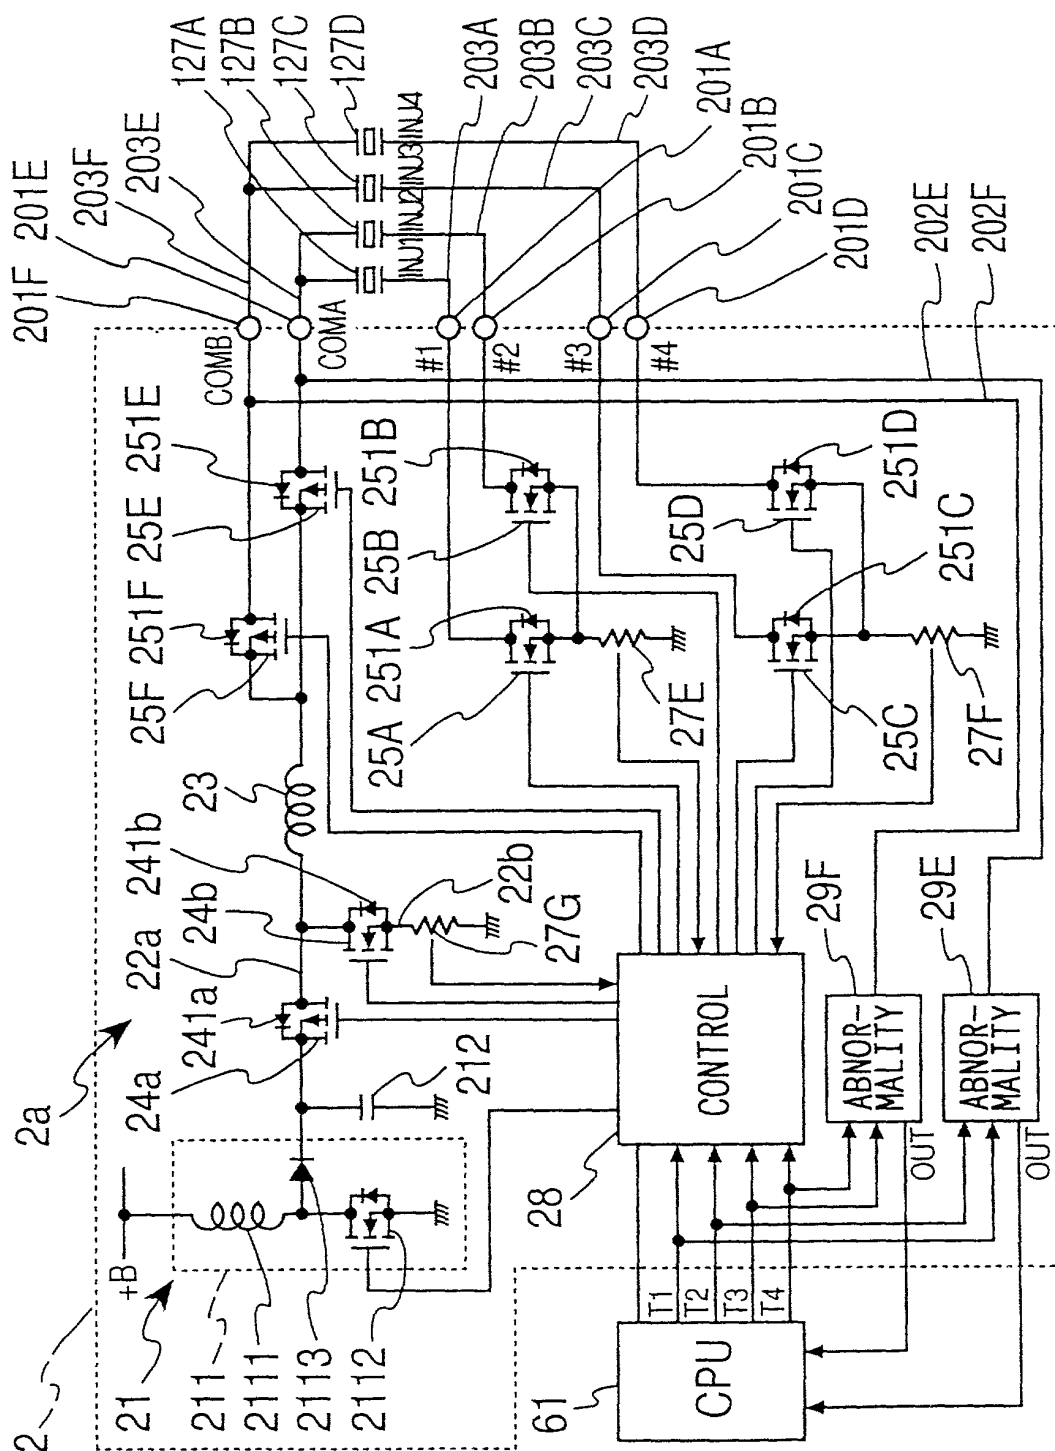 2
2a
21
211
2111
2113
2112
+B
24a
241a
22a
24b
241b
23
25F
251F
25E
251E
201F
201E
203F
203E
127A
127B
127C
127D
COMB
COMA
INJ1
INJ2
INJ3
INJ4
203A
203B
203C
203D
201A
201B
201C
201D
202E
202F
#1
#2
#3
#4
212
22b
27G
25A
251A
25B
251B
27E
25D
251D
25C
251C
27F
28
CONTROL
61
CPU
T1
T2
T3
T4
29F
ABNOR-
MALITY
OUT
29E
ABNOR-
MALITY
OUT